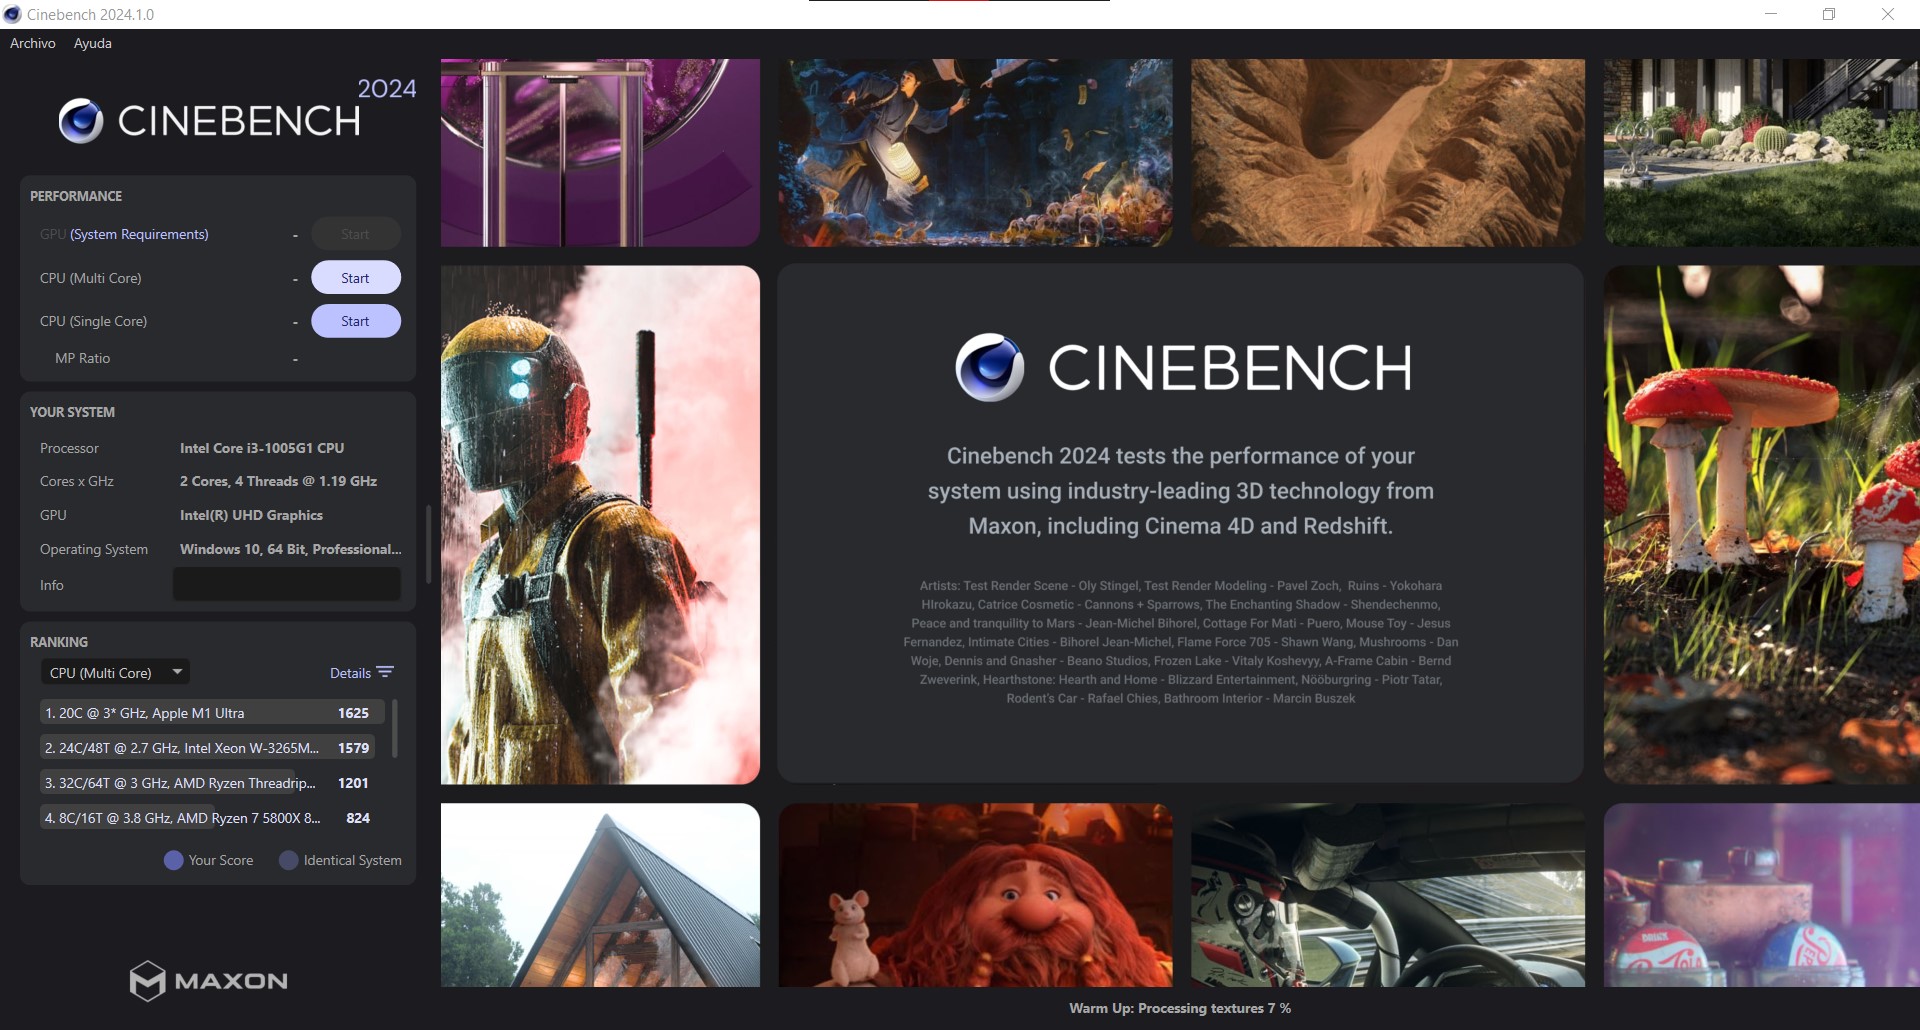 Cinebench 2024.1.0
Archivo Ayuda
2024
CINEBENCH
PERFORMANCE
GPU (System Requirements) - Start
CPU (Multi Core) - Start
CPU (Single Core) - Start
MP Ratio -
YOUR SYSTEM
Processor Intel Core i3-1005G1 CPU
Cores x GHz 2 Cores, 4 Threads @ 1.19 GHz
GPU Intel(R) UHD Graphics
Operating System Windows 10, 64 Bit, Professional...
Info
RANKING
CPU (Multi Core) Details
1. 20C @ 3* GHz, Apple M1 Ultra 1625
2. 24C/48T @ 2.7 GHz, Intel Xeon W-3265M... 1579
3. 32C/64T @ 3 GHz, AMD Ryzen Threadrip... 1201
4. 8C/16T @ 3.8 GHz, AMD Ryzen 7 5800X 8... 824
Your Score Identical System
MAXON
CINEBENCH
Cinebench 2024 tests the performance of your
system using industry-leading 3D technology from
Maxon, including Cinema 4D and Redshift.
Artists: Test Render Scene - Oly Stingel, Test Render Modeling - Pavel Zoch, Ruins - Yokohara
HIrokazu, Catrice Cosmetic - Cannons + Sparrows, The Enchanting Shadow - Shendechenmo,
Peace and tranquility to Mars - Jean-Michel Bihorel, Cottage For Mati - Puero, Mouse Toy - Jesus
Fernandez, Intimate Cities - Bihorel Jean-Michel, Flame Force 705 - Shawn Wang, Mushrooms - Dan
Woje, Dennis and Gnasher - Beano Studios, Frozen Lake - Vitaly Koshevyy, A-Frame Cabin - Bernd
Zweverink, Hearthstone: Hearth and Home - Blizzard Entertainment, Nööburgring - Piotr Tatar,
Rodent's Car - Rafael Chies, Bathroom Interior - Marcin Buszek
Warm Up: Processing textures 7 %